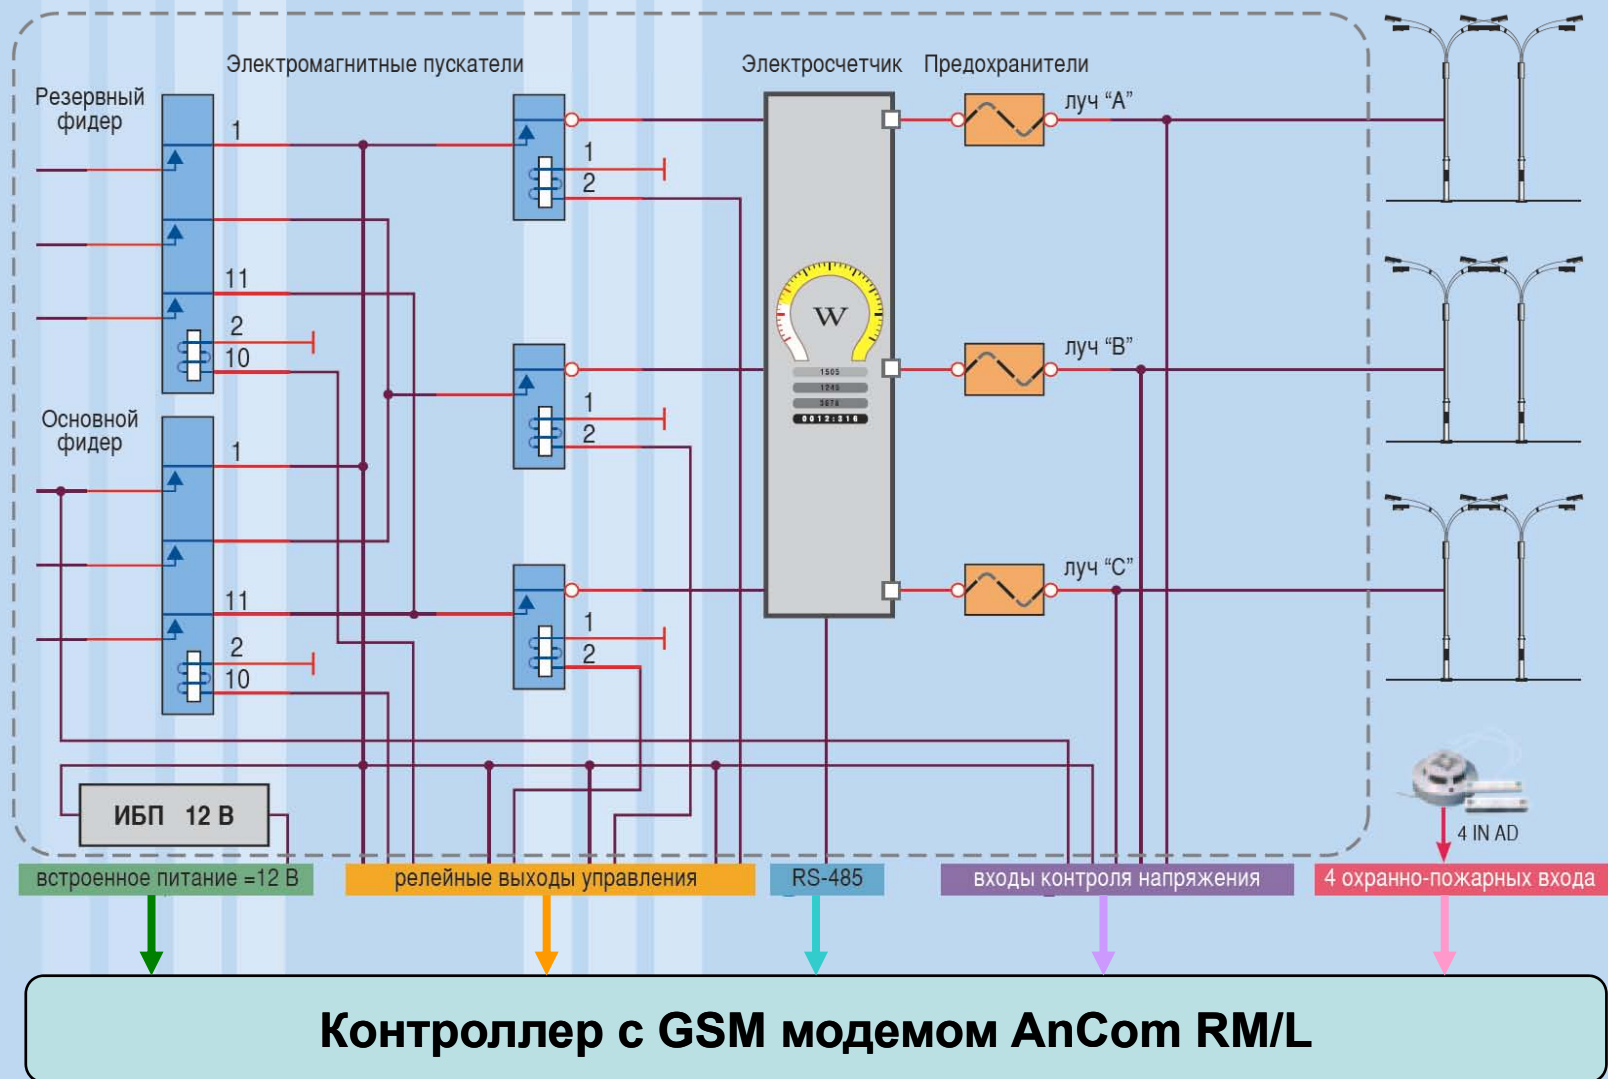 Электромагнитные пускатели
Электросчетчик
Предохранители
Резервный
фидер
луч “А”
1
1
2
11
2
10
W
луч “В”
1505
1245
3674
0012:316
1
2
Основной
фидер
1
11
2
10
луч “С”
1
2
ИБП 12 В
4 IN AD
встроенное питание =12 В
релейные выходы управления
RS-485
входы контроля напряжения
4 охранно-пожарных входа
Контроллер с GSM модемом AnCom RM/L